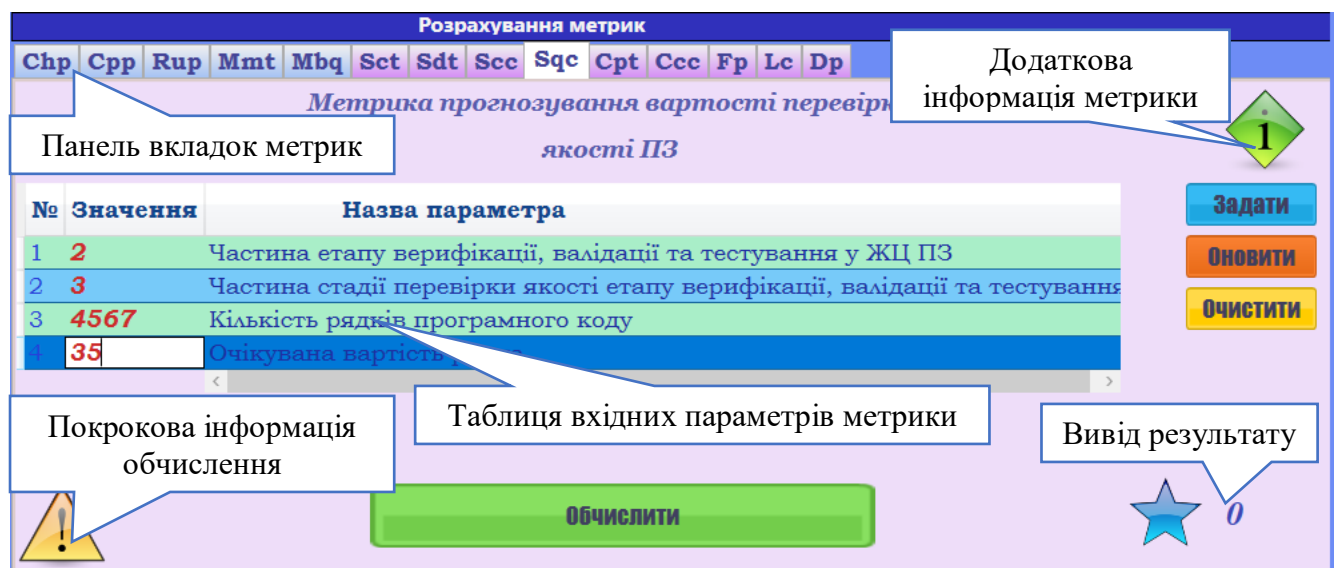 Розрахування метрик
Chp Cpp Rup Mmt Mbq Sct Sdt Scc Sqc Cpt Ccc Fp Lc Dp
Додаткова
інформація метрики
Метрика прогнозування вартості
якості ПЗ
1
Панель вкладок метрик
№ Значення Назва параметра
1 2 Частина етапу верифікації, валідації та тестування у ЖЦ ПЗ
2 3 Частина стадії перевірки якості етапу верифікації, валідації та тестування
3 4567 Кількість рядків програмного коду
4 35 Очікувана вартість
Задати
Оновити
Очистити
Покрокова інформація
обчислення
Таблиця вхідних параметрів метрики
Вивід результату
Обчислити
0